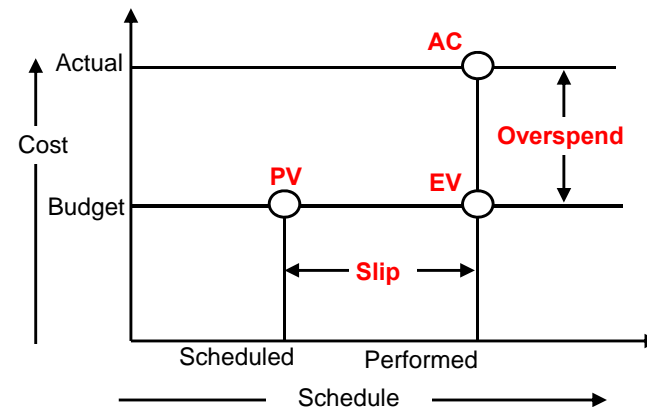 AC
Actual
Cost
Overspend
PV
EV
Budget
Slip
Scheduled
Performed
Schedule